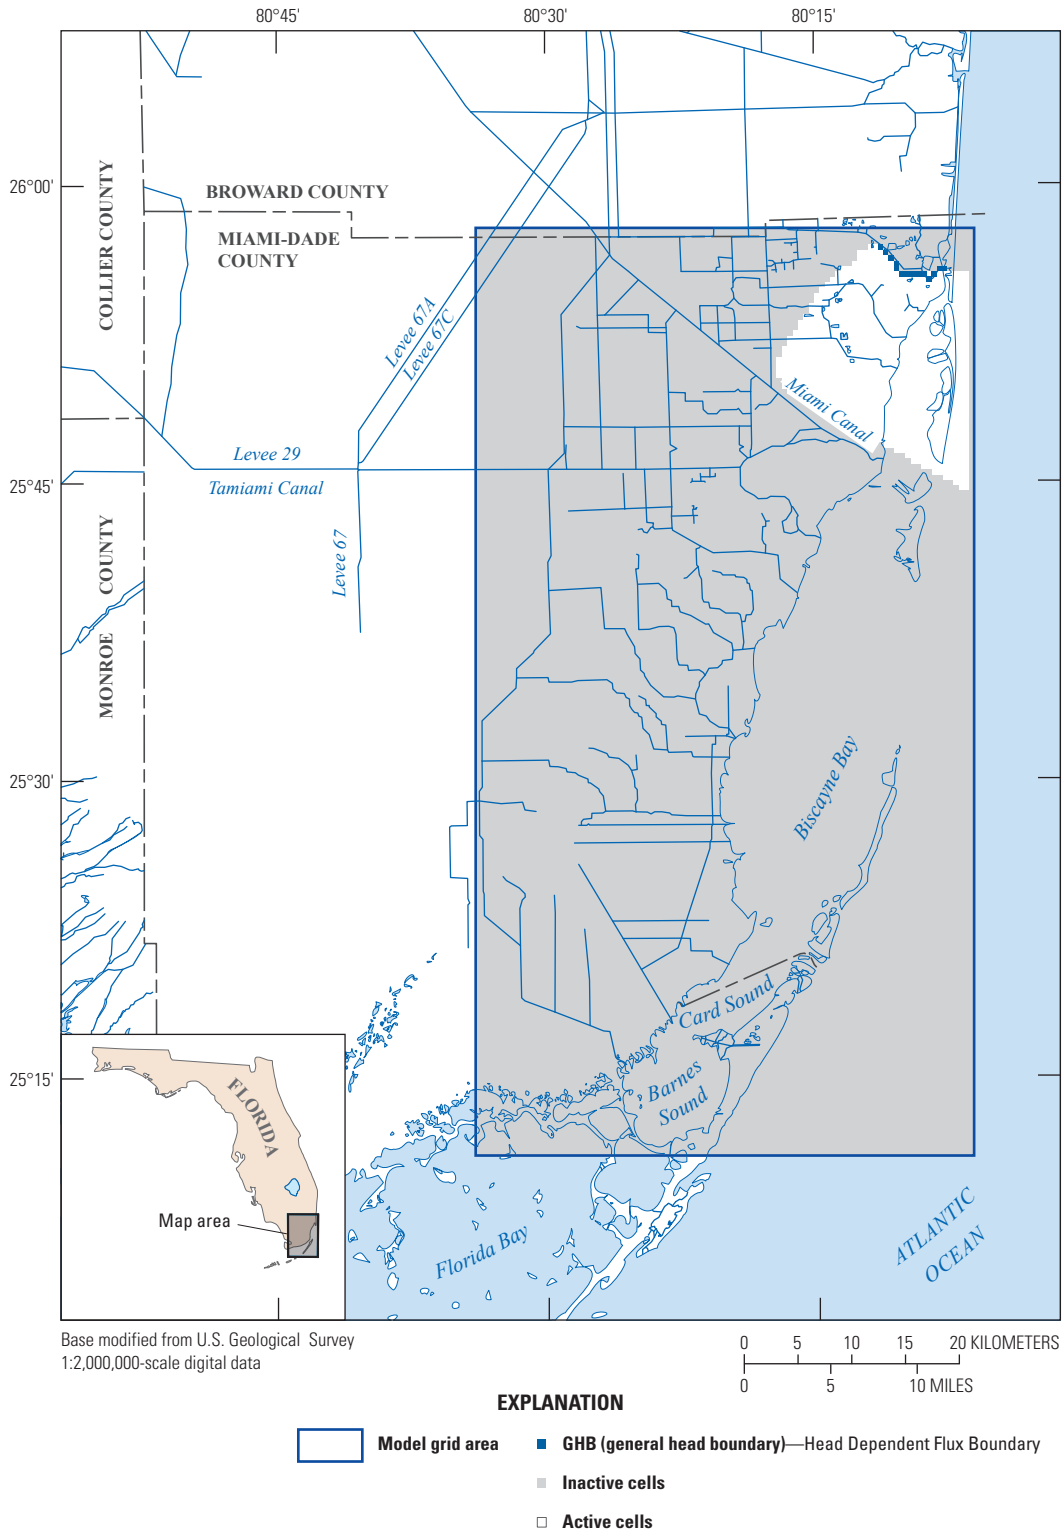 80°45'
80°30'
80°15'
26°00'
25°45'
25°30'
25°15'
COLLIER COUNTY
BROWARD COUNTY
MIAMI-DADE
COUNTY
Levee 67A
Levee 67C
Miami Canal
Levee 29
Tamiami Canal
Levee 67
MONROE COUNTY
Biscayne Bay
Card Sound
Barnes
Sound
FLORIDA
Map area
Florida Bay
ATLANTIC
OCEAN
Base modified from U.S. Geological Survey
1:2,000,000-scale digital data
0 5 10 15 20 KILOMETERS
0 5 10 MILES
EXPLANATION
Model grid area
GHB (general head boundary)—Head Dependent Flux Boundary
Inactive cells
Active cells